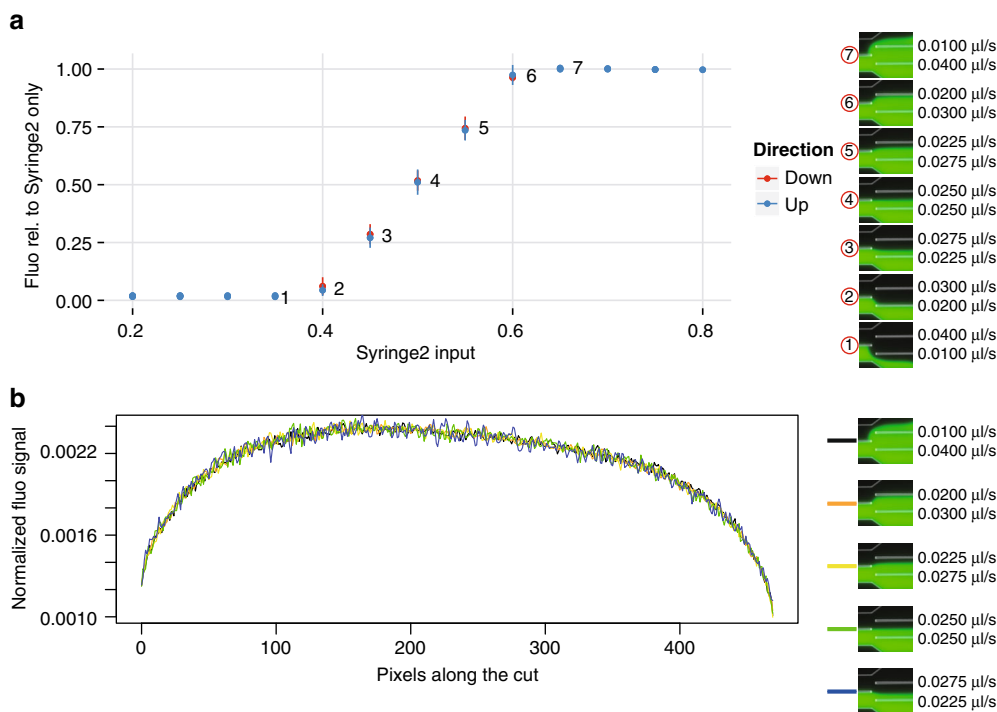 a
Fluo rel. to Syringe2 only
1.00
0.75
0.50
0.25
0.00
0.2
0.4
0.6
0.8
Syringe2 input
1
2
3
4
5
6
7
Direction
Down
Up
7
0.0100 µl/s
0.0400 µl/s
6
0.0200 µl/s
0.0300 µl/s
5
0.0225 µl/s
0.0275 µl/s
4
0.0250 µl/s
0.0250 µl/s
3
0.0275 µl/s
0.0225 µl/s
2
0.0300 µl/s
0.0200 µl/s
1
0.0400 µl/s
0.0100 µl/s
b
Normalized fluo signal
0.0022
0.0016
0.0010
0
100
200
300
400
Pixels along the cut
0.0100 µl/s
0.0400 µl/s
0.0200 µl/s
0.0300 µl/s
0.0225 µl/s
0.0275 µl/s
0.0250 µl/s
0.0250 µl/s
0.0275 µl/s
0.0225 µl/s